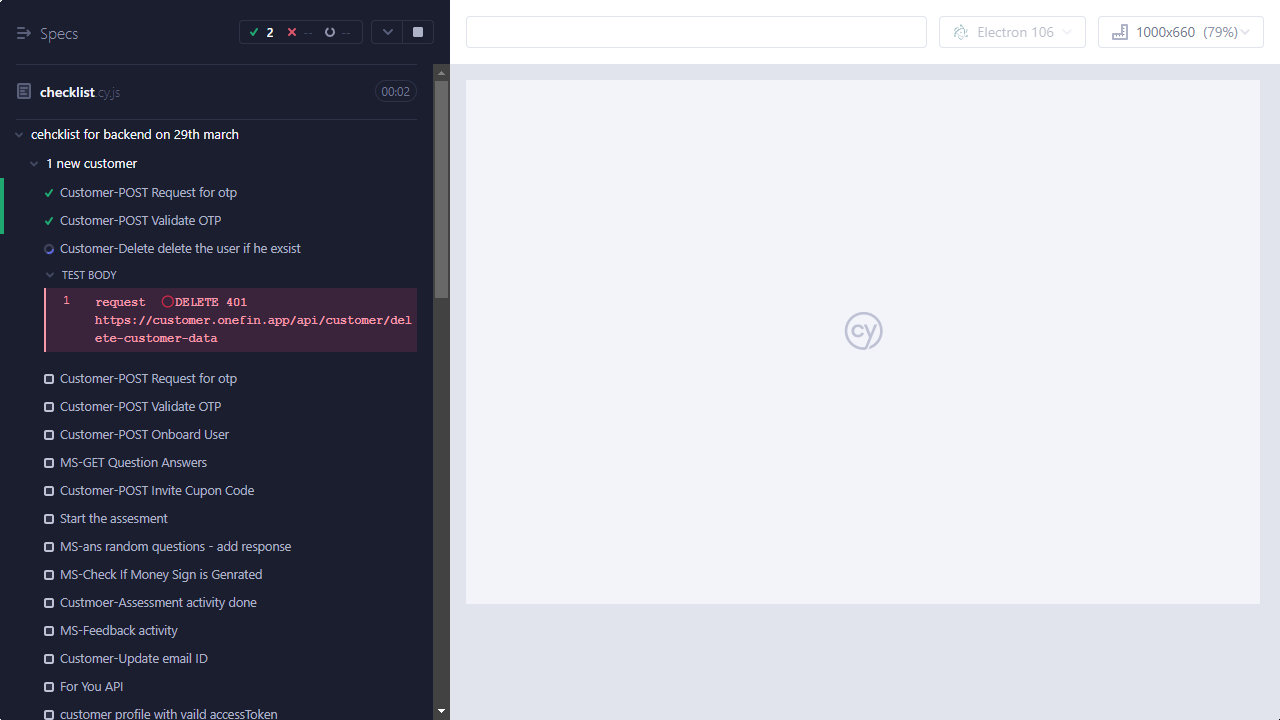 Specs
2
--
--
checklist cy.js
00:02
cehcklist for backend on 29th march
1 new customer
Customer-POST Request for otp
Customer-POST Validate OTP
Customer-Delete delete the user if he exsist
TEST BODY
1 request DELETE 401
https://customer.onefin.app/api/customer/del
ete-customer-data
Customer-POST Request for otp
Customer-POST Validate OTP
Customer-POST Onboard User
MS-GET Question Answers
Customer-POST Invite Cupon Code
Start the assesment
MS-ans random questions - add response
MS-Check If Money Sign is Genrated
Custmoer-Assessment activity done
MS-Feedback activity
Customer-Update email ID
For You API
customer profile with vaild accessToken
Electron 106
1000x660 (79%)
cy